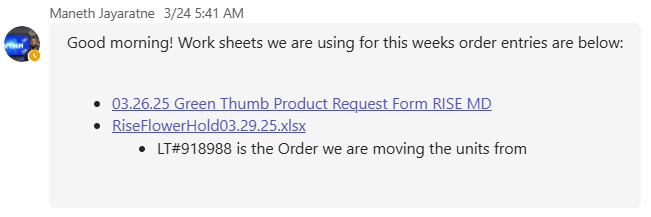 Maneth Jayaratne 3/24 5:41 AM
Good morning! Work sheets we are using for this weeks order entries are below:
03.26.25 Green Thumb Product Request Form RISE MD
RiseFlowerHold03.29.25.xlsx
LT#918988 is the Order we are moving the units from